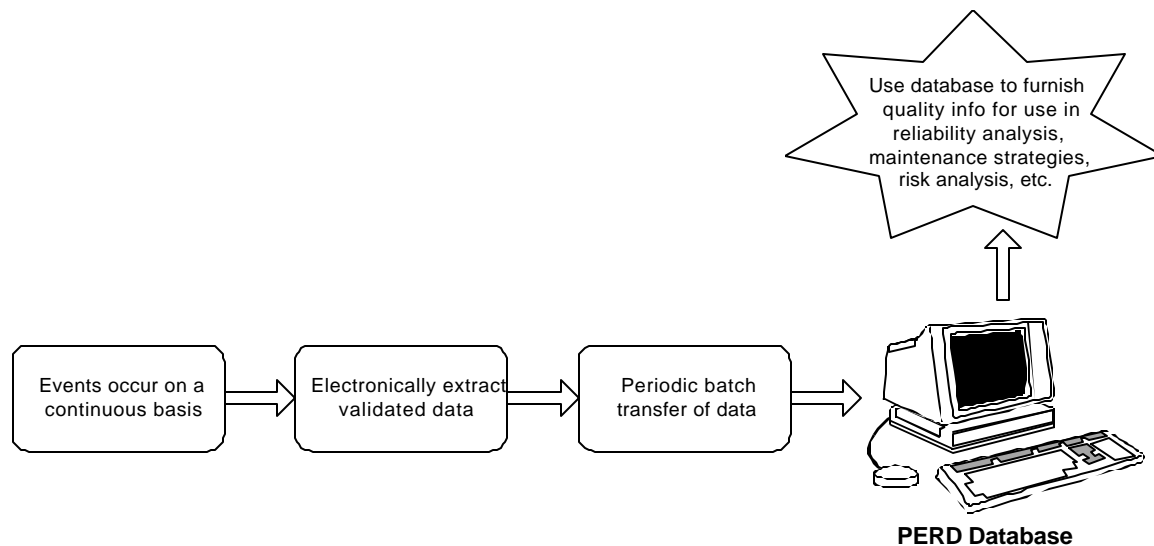 Use database to furnish
quality info for use in
reliability analysis,
maintenance strategies,
risk analysis, etc.
Events occur on a
continuous basis
Electronically extract
validated data
Periodic batch
transfer of data
PERD Database